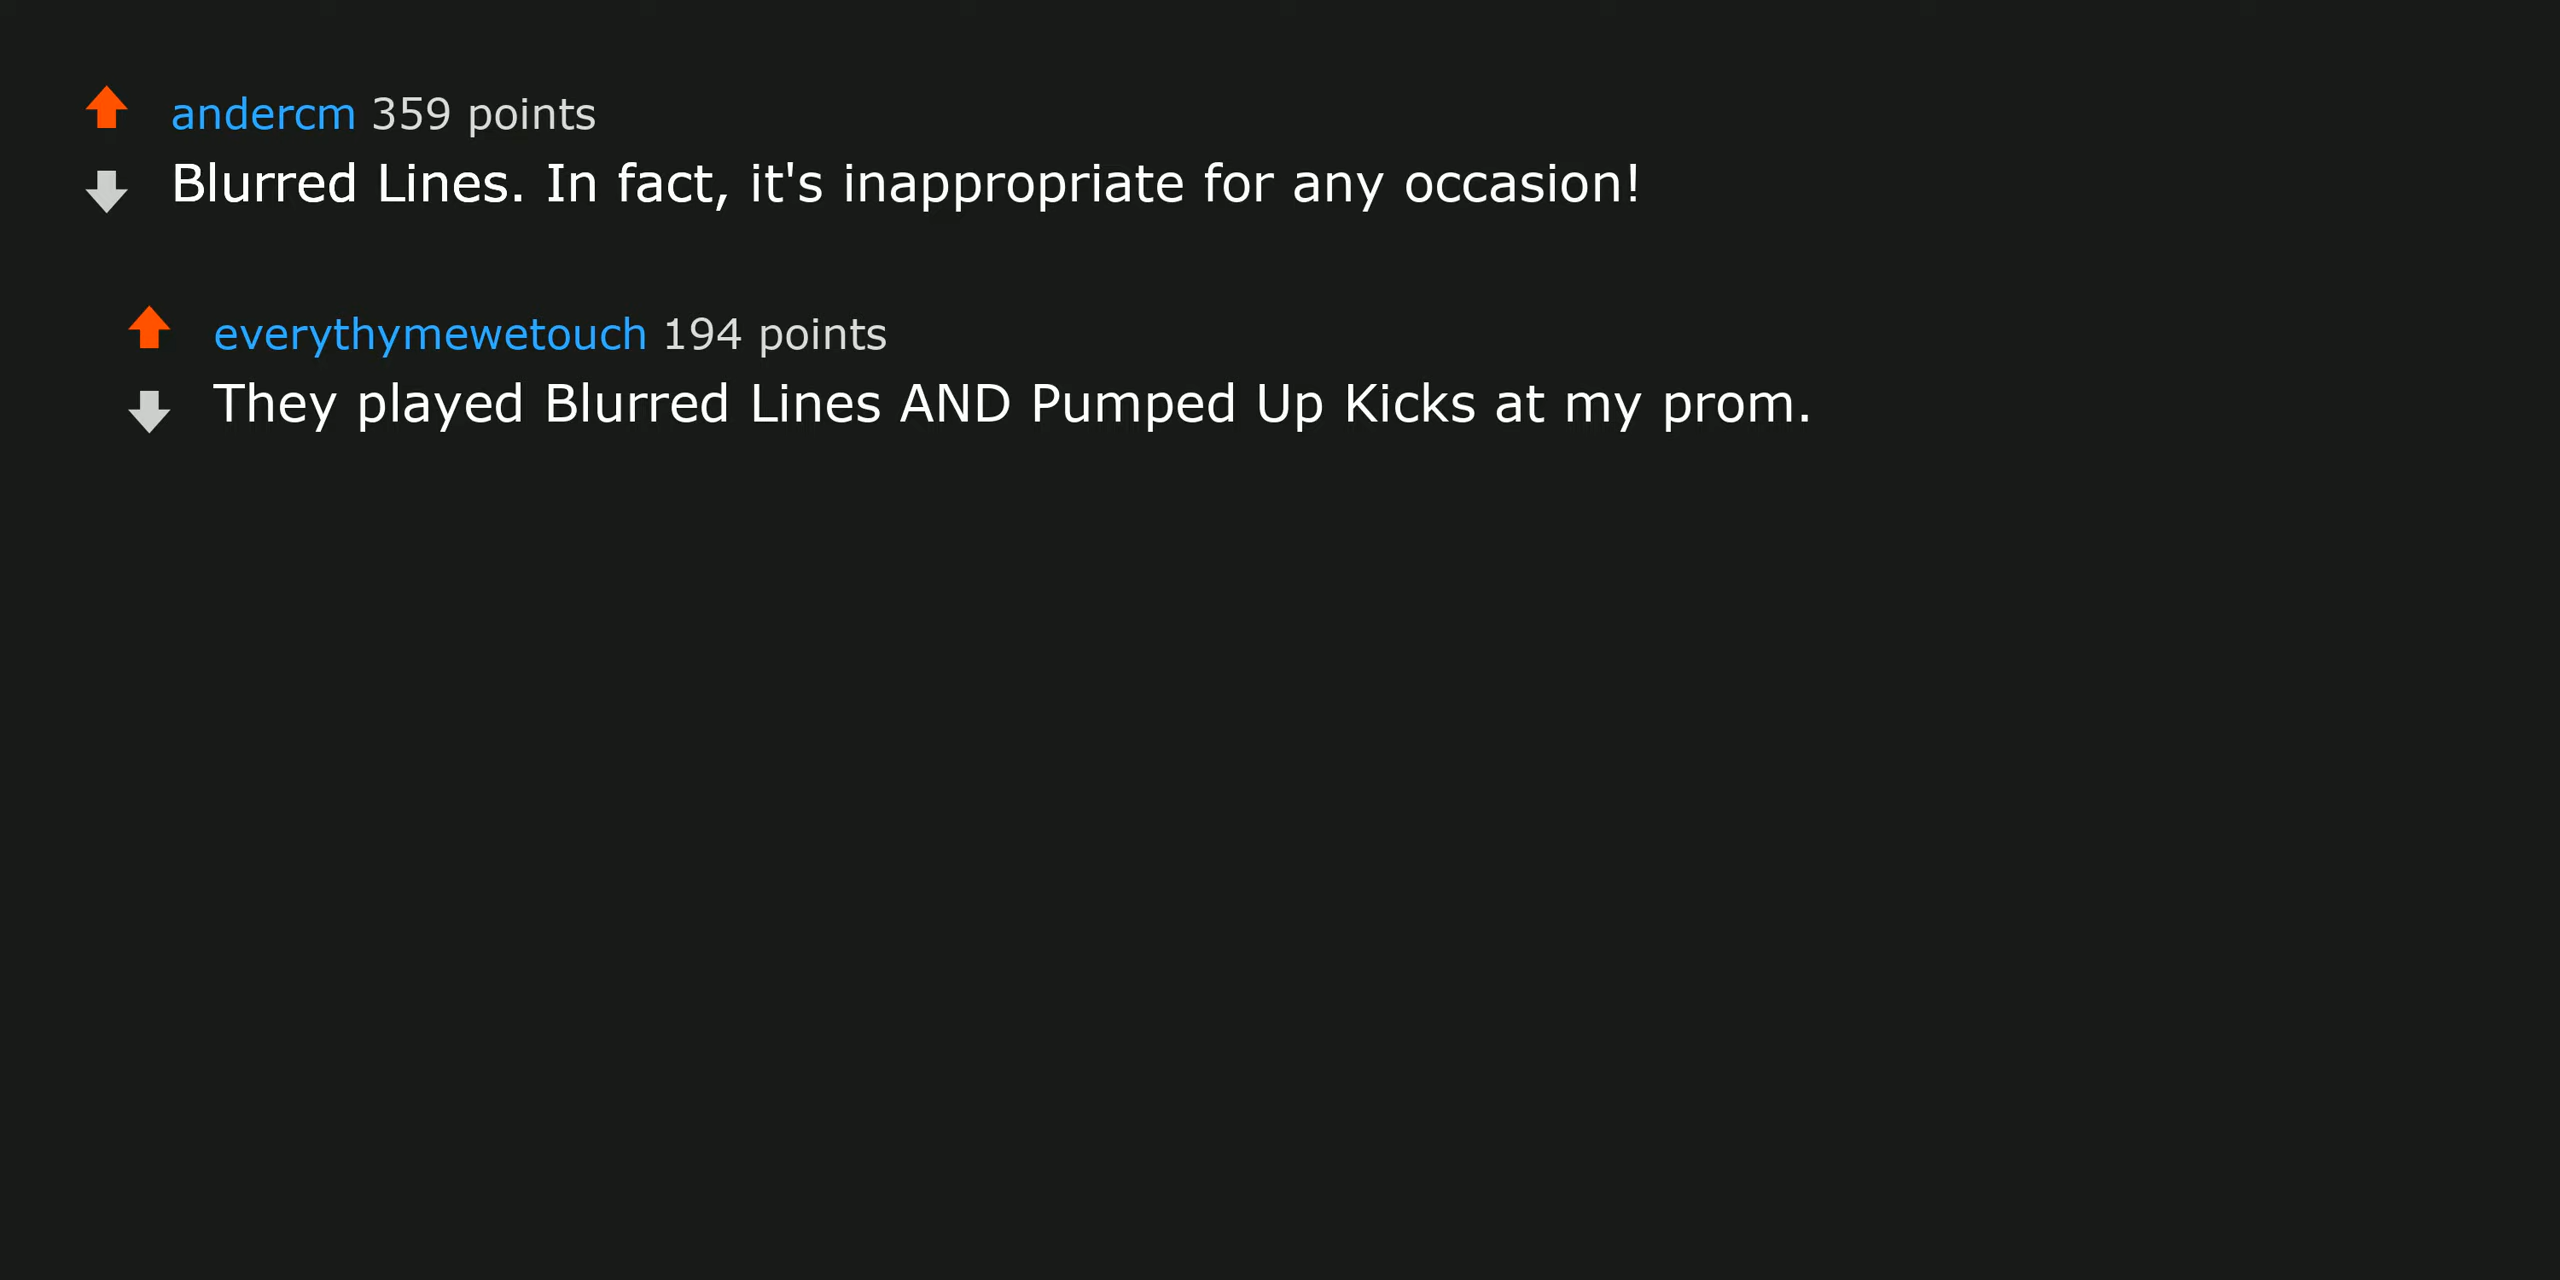 andercm 359 points
Blurred Lines. In fact, it's inappropriate for any occasion!
everythymewetouch 194 points
They played Blurred Lines AND Pumped Up Kicks at my prom.